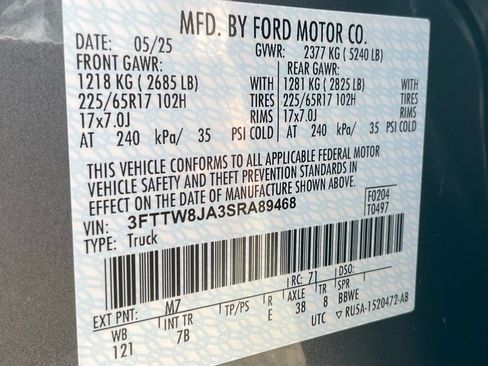 MFD. BY FORD MOTOR CO.
DATE: 05/25 GVWR: 2377 KG ( 5240 LB)
FRONT GAWR: REAR GAWR:
1218 KG ( 2685 LB) WITH 1281 KG ( 2825 LB) WITH
225/65R17 102H TIRES 225/65R17 102H TIRES
17x7.0J RIMS 17x7.0J RIMS
AT 240 kPa/ 35 PSI COLD AT 240 kPa/ 35 PSI COLD
THIS VEHICLE CONFORMS TO ALL APPLICABLE FEDERAL MOTOR
VEHICLE SAFETY AND THEFT PREVENTION STANDARDS IN
EFFECT ON THE DATE OF MANUFACTURE SHOWN ABOVE.
VIN: 3FTTW8JA3SRA89468 F0204
TYPE: Truck T0497
EXT PNT: M7 RC: 71 DSO:
WB INT TR TP/PS R AXLE TR SPR
121 7B E 38 8 BBWE
UTC ▽ RU5A-1520472-AB